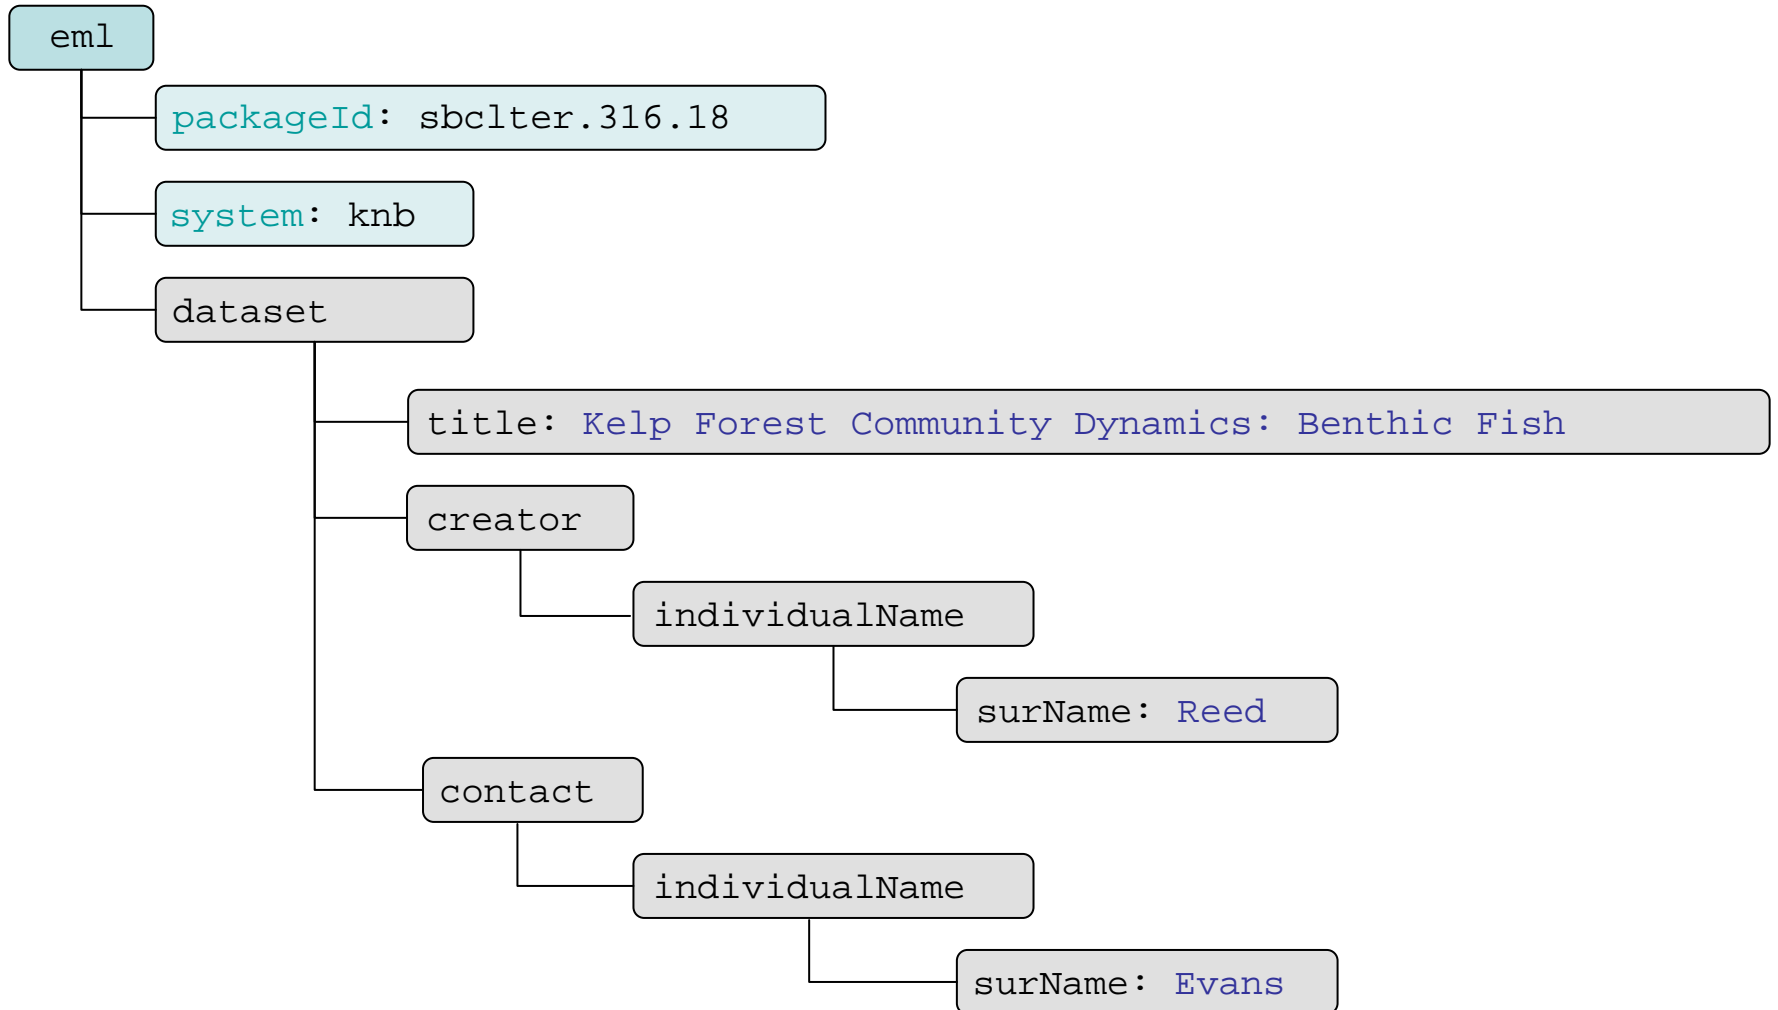 eml
packageId: sbclter.316.18
system: knb
dataset
title: Kelp Forest Community Dynamics: Benthic Fish
creator
individualName
surName: Reed
contact
individualName
surName: Evans